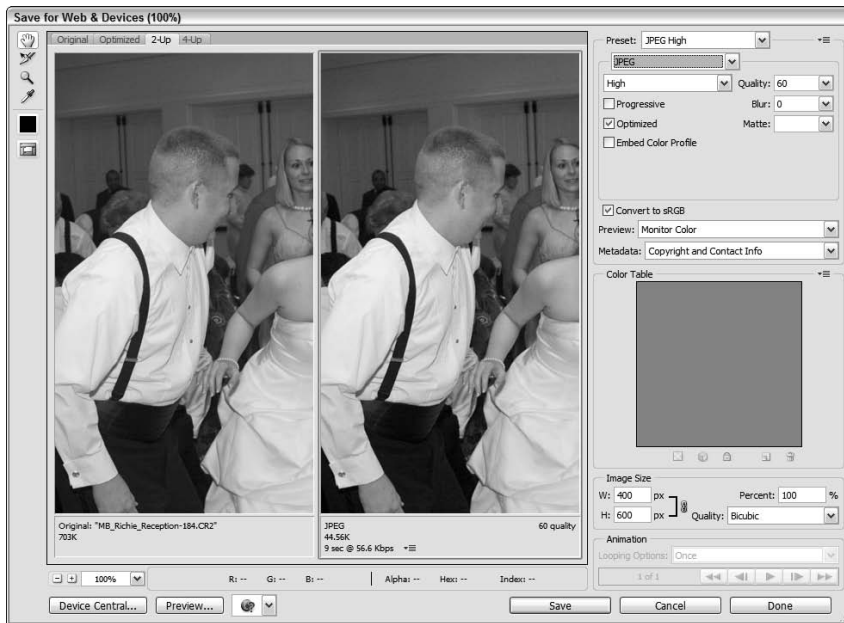 Save for Web & Devices (100%)
Original Optimized 2-Up 4-Up
Preset: JPEG High
JPEG
High Quality: 60
Progressive Blur: 0
Optimized Matte:
Embed Color Profile
Convert to sRGB
Preview: Monitor Color
Metadata: Copyright and Contact Info
Color Table
Image Size
W: 400 px Percent: 100 %
H: 600 px Quality: Bicubic
Animation
Looping Options: Once
1 of 1
Original: "MB_Richie_Reception-184.CR2"
703K
JPEG 60 quality
44.56K
9 sec @ 56.6 Kbps
100% R: -- G: -- B: -- Alpha: -- Hex: -- Index: --
Device Central... Preview... Save Cancel Done